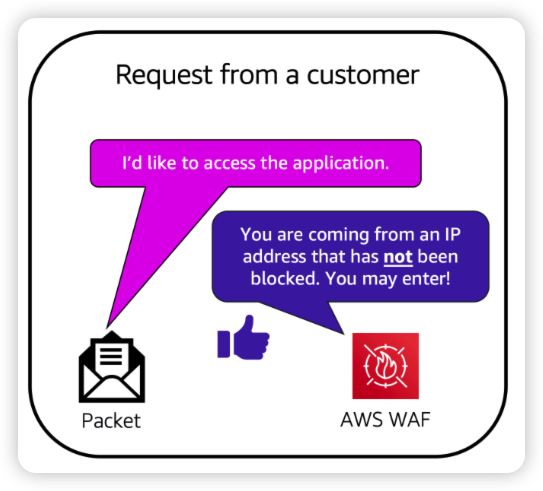 Request from a customer
I'd like to access the application.
You are coming from an IP
address that has not been
blocked. You may enter!
Packet
AWS WAF